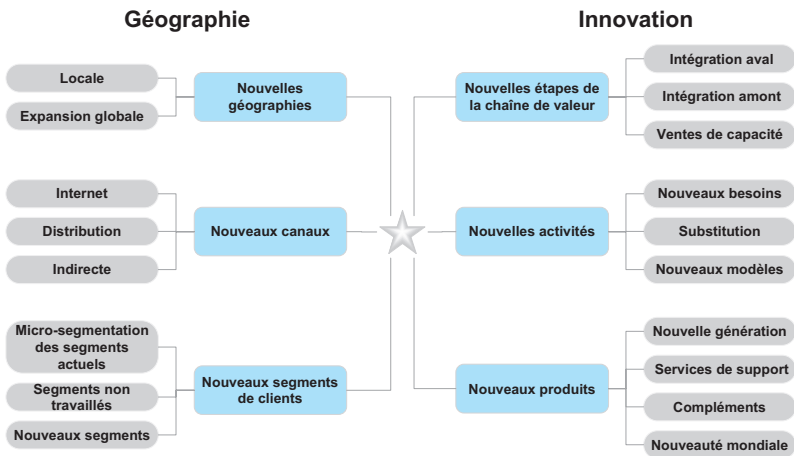 Géographie
Locale
Expansion globale
Nouvelles
géographies
Internet
Distribution
Indirecte
Nouveaux canaux
Micro-segmentation
des segments
actuels
Segments non
travaillés
Nouveaux segments
Nouveaux segments
de clients
Innovation
Nouvelles étapes de
la chaîne de valeur
Intégration aval
Intégration amont
Ventes de capacité
Nouvelles activités
Nouveaux besoins
Substitution
Nouveaux modèles
Nouveaux produits
Nouvelle génération
Services de support
Compléments
Nouveauté mondiale